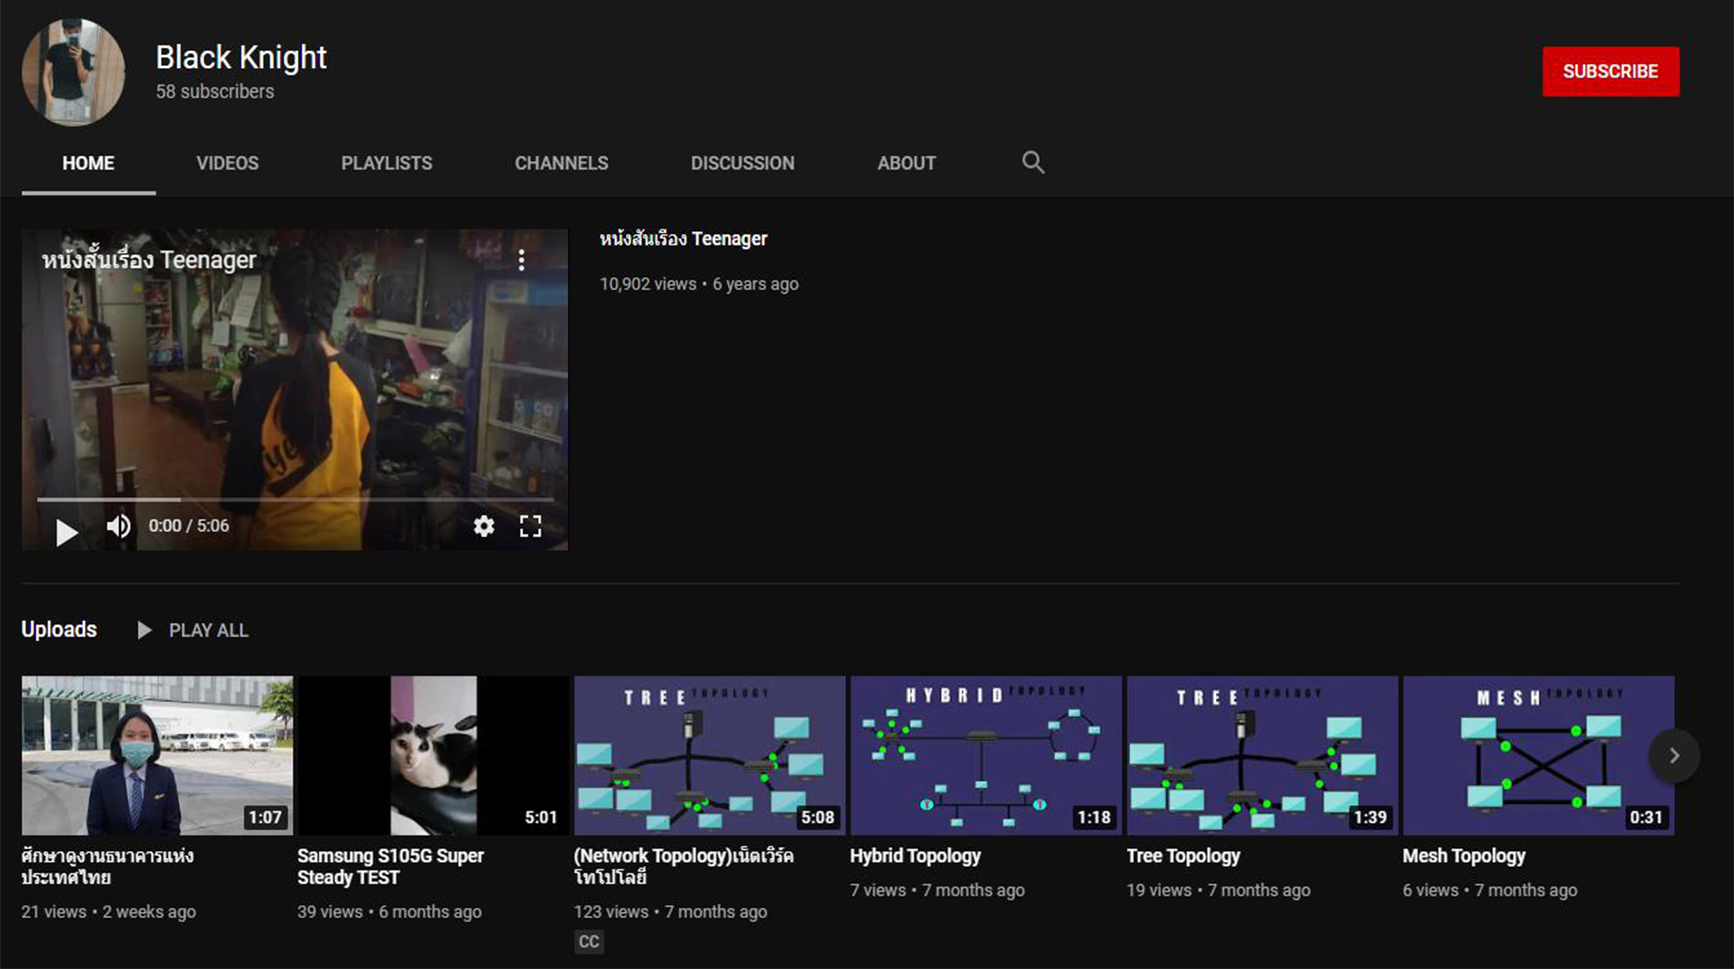 Black Knight
58 subscribers
SUBSCRIBE
HOME VIDEOS PLAYLISTS CHANNELS DISCUSSION ABOUT
หนังสั้นเรื่อง Teenager
0:00 / 5:06
หนังสั้นเรื่อง Teenager
10,902 views • 6 years ago
Uploads PLAY ALL
1:07
ศึกษาดูงานธนาคารแห่ง
ประเทศไทย
21 views • 2 weeks ago
5:01
Samsung S105G Super
Steady TEST
39 views • 6 months ago
TREE TOPOLOGY
5:08
(Network Topology)เน็ตเวิร์ค
โทโปโลยี
123 views • 7 months ago
CC
HYBRID TOPOLOGY
1:18
Hybrid Topology
7 views • 7 months ago
TREE TOPOLOGY
1:39
Tree Topology
19 views • 7 months ago
MESH TOPOLOGY
0:31
Mesh Topology
6 views • 7 months ago